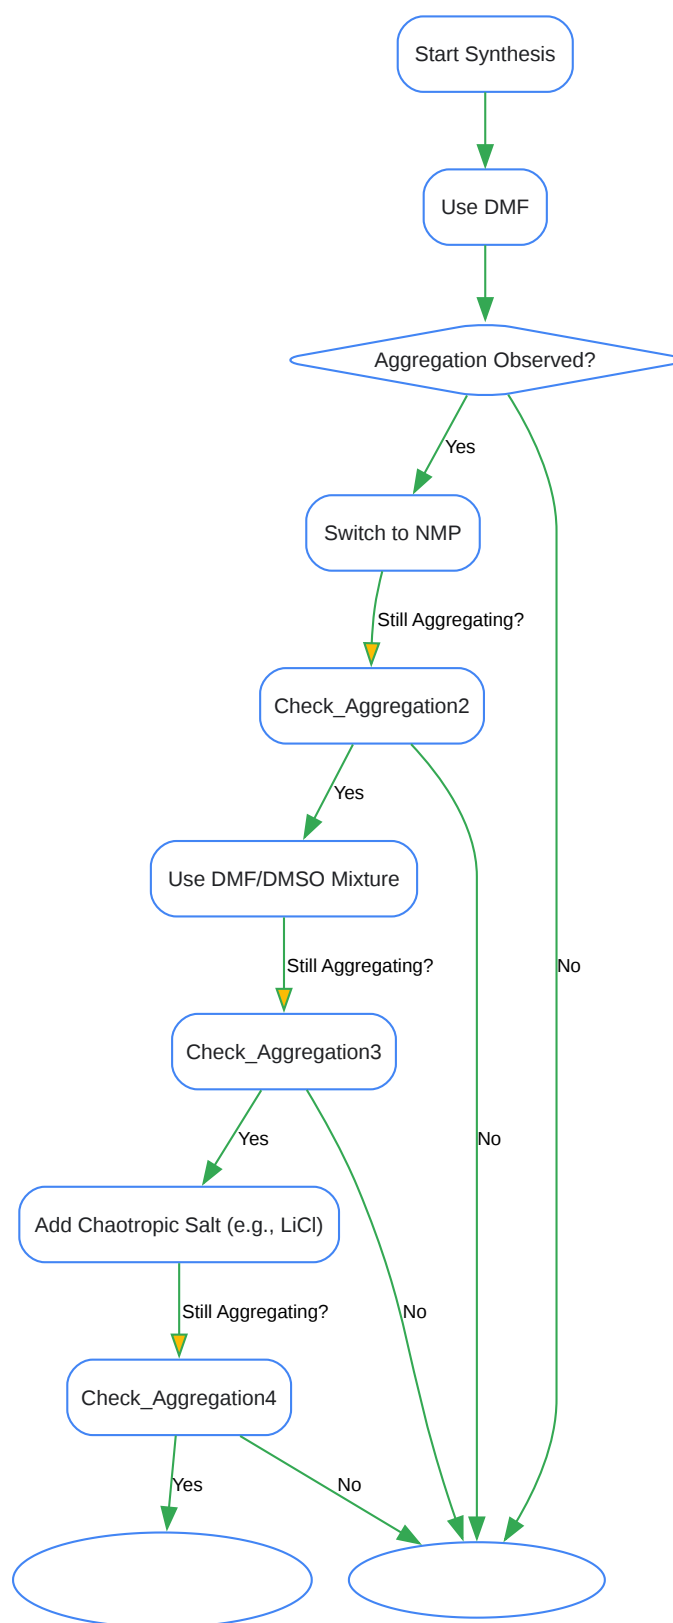 Start Synthesis
Use DMF
Aggregation Observed?
Yes
Switch to NMP
Still Aggregating?
Check_Aggregation2
Yes
Use DMF/DMSO Mixture
Still Aggregating?
No
Check_Aggregation3
Yes
No
Add Chaotropic Salt (e.g., LiCl)
Still Aggregating?
No
Check_Aggregation4
Yes
No